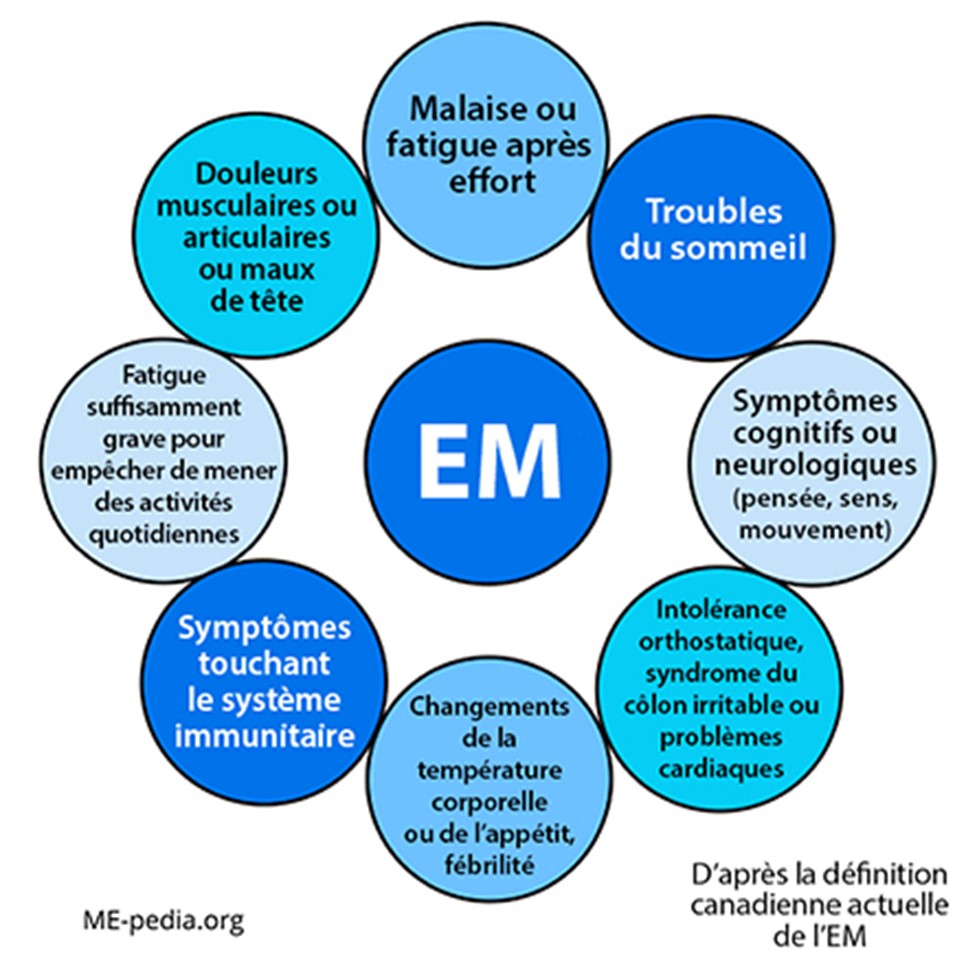 Malaise ou
fatigue après
effort
Troubles
du sommeil
Symptômes
cognitifs ou
neurologiques
(pensée, sens,
mouvement)
Intolérance
orthostatique,
syndrome du
côlon irritable ou
problèmes
cardiaques
Changements
de la
température
corporelle
ou de l'appétit,
fébrilité
Symptômes
touchant
le système
immunitaire
Fatigue
suffisamment
grave pour
empêcher de mener
des activités
quotidiennes
Douleurs
musculaires ou
articulaires
ou maux
de tête
EM
ME-pedia.org
D'après la définition
canadienne actuelle
de l'EM